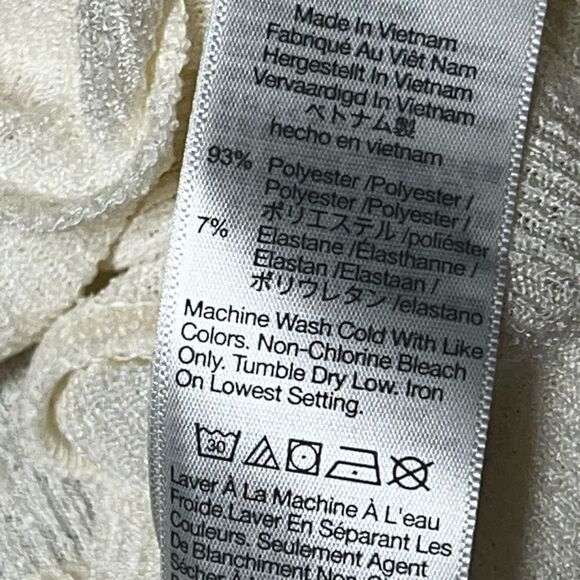 Made In Vietnam
Fabriqué Au Viêt Nam
Hergestellt In Vietnam
Vervaardigd In Vietnam
ベトナム製
hecho en vietnam
93% Polyester /Polyester /
Polyester /Polyester /
ポリエステル /poliéster
7% Elastane /Élasthanne /
Elastan /Elastaan /
ポリウレタン /elastano
Machine Wash Cold With Like
Colors. Non-Chlorine Bleach
Only. Tumble Dry Low. Iron
On Lowest Setting.
30
Laver À La Machine À L'eau
Froide.Laver En Séparant Les
Couleurs. Seulement Agent
De Blanchiment Non
Sécher À